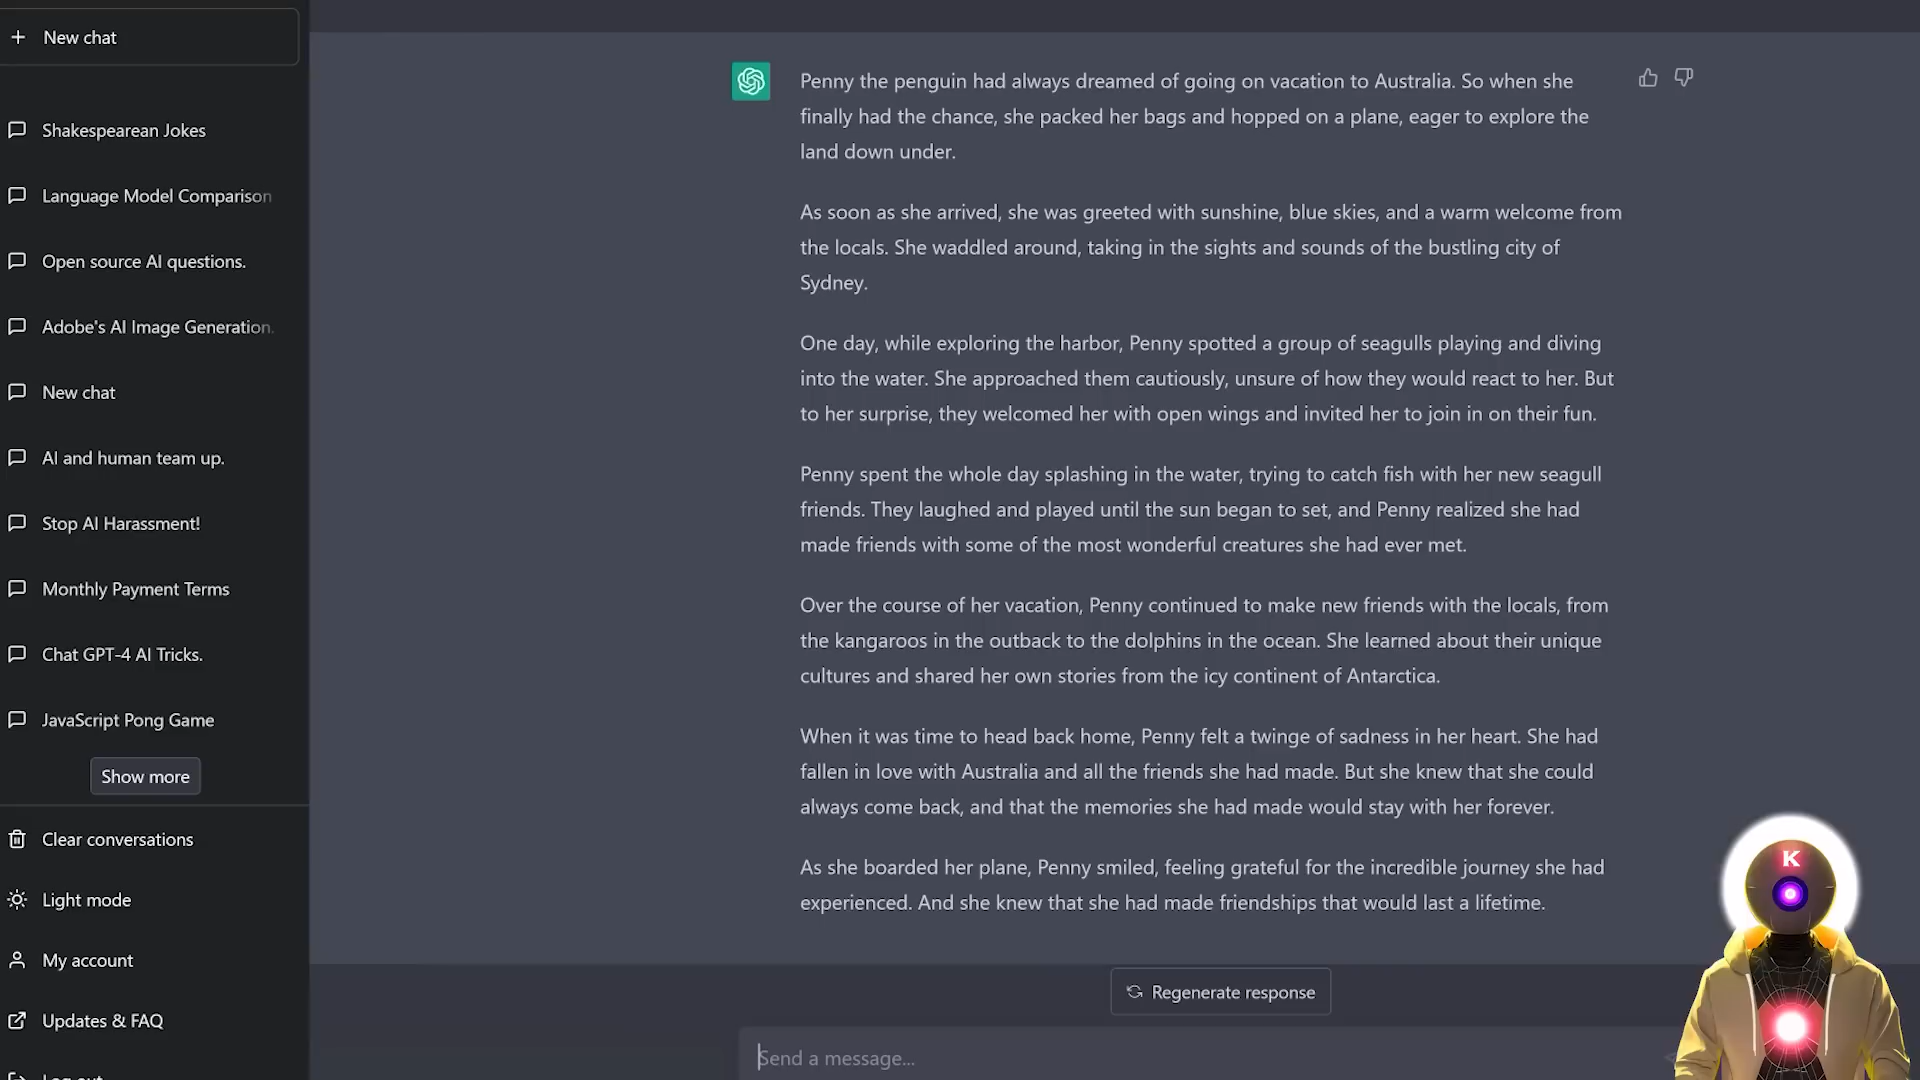 New chat
Shakespearean Jokes
Language Model Comparison
Open source AI questions.
Adobe's AI Image Generation.
New chat
AI and human team up.
Stop AI Harassment!
Monthly Payment Terms
Chat GPT-4 AI Tricks.
JavaScript Pong Game
Show more
Clear conversations
Light mode
My account
Updates & FAQ
Log out
Penny the penguin had always dreamed of going on vacation to Australia. So when she
finally had the chance, she packed her bags and hopped on a plane, eager to explore the
land down under.
As soon as she arrived, she was greeted with sunshine, blue skies, and a warm welcome from
the locals. She waddled around, taking in the sights and sounds of the bustling city of
Sydney.
One day, while exploring the harbor, Penny spotted a group of seagulls playing and diving
into the water. She approached them cautiously, unsure of how they would react to her. But
to her surprise, they welcomed her with open wings and invited her to join in on their fun.
Penny spent the whole day splashing in the water, trying to catch fish with her new seagull
friends. They laughed and played until the sun began to set, and Penny realized she had
made friends with some of the most wonderful creatures she had ever met.
Over the course of her vacation, Penny continued to make new friends with the locals, from
the kangaroos in the outback to the dolphins in the ocean. She learned about their unique
cultures and shared her own stories from the icy continent of Antarctica.
When it was time to head back home, Penny felt a twinge of sadness in her heart. She had
fallen in love with Australia and all the friends she had made. But she knew that she could
always come back, and that the memories she had made would stay with her forever.
As she boarded her plane, Penny smiled, feeling grateful for the incredible journey she had
experienced. And she knew that she had made friendships that would last a lifetime.
Regenerate response
Send a message...
K